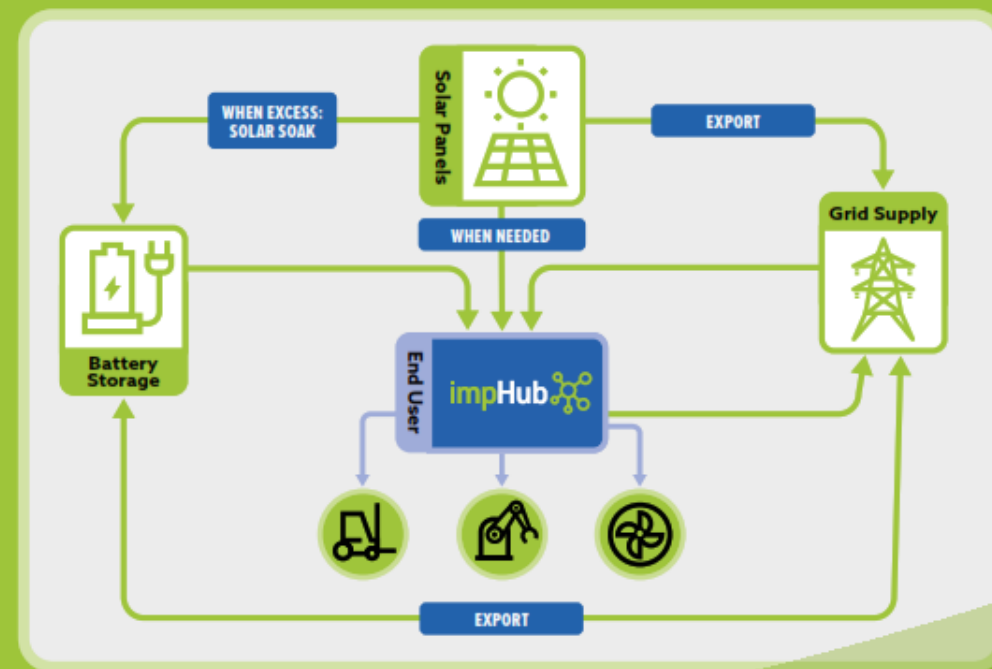 Solar Panels
WHEN EXCESS:
SOLAR SOAK
EXPORT
WHEN NEEDED
Grid Supply
Battery
Storage
End User
impHub
EXPORT